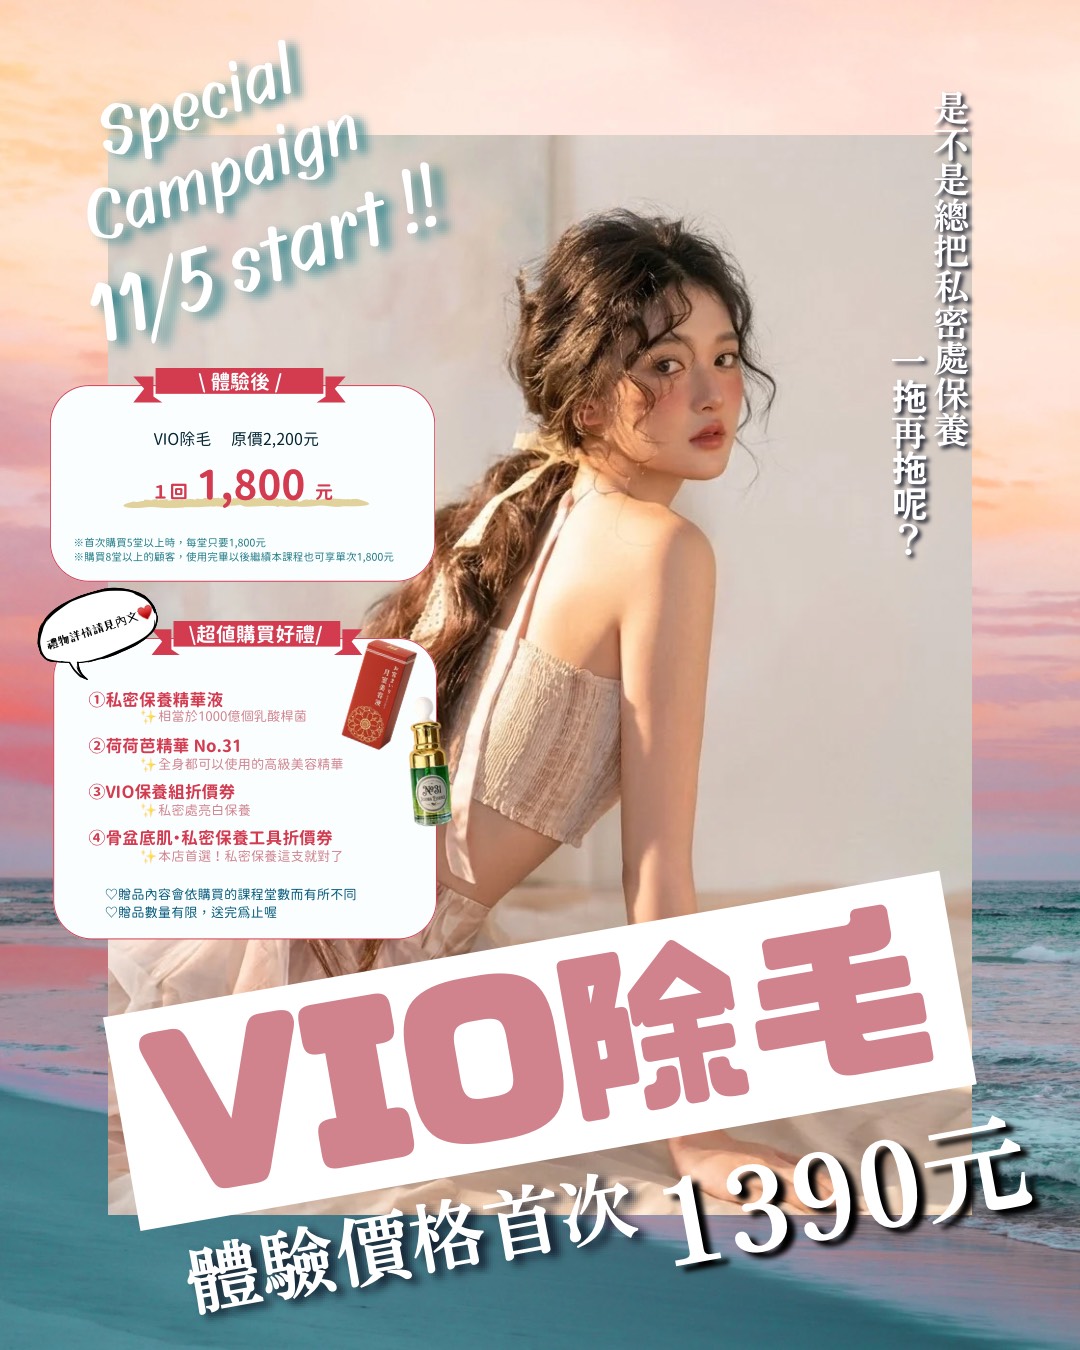 Special
Campaign
11/5 start !!
是不是總把私密處保養
一拖再拖呢？
\ 體驗後 /
VIO除毛 原價2,200元
1回 1,800 元
※首次購買5堂以上時，每堂只要1,800元
※購買8堂以上的顧客，使用完畢以後繼續本課程也可享單次1,800元
禮物詳情請見內文❤️
\超値購買好禮/
①私密保養精華液
✨相當於1000億個乳酸桿菌
②荷荷芭精華 No.31
✨全身都可以使用的高級美容精華
③VIO保養組折價券
✨私密處亮白保養
④骨盆底肌・私密保養工具折價券
✨本店首選！私密保養這支就對了
♡贈品內容會依購買的課程堂數而有所不同
♡贈品數量有限，送完爲止喔
No31
VIO除毛
體驗價格首次 1390元